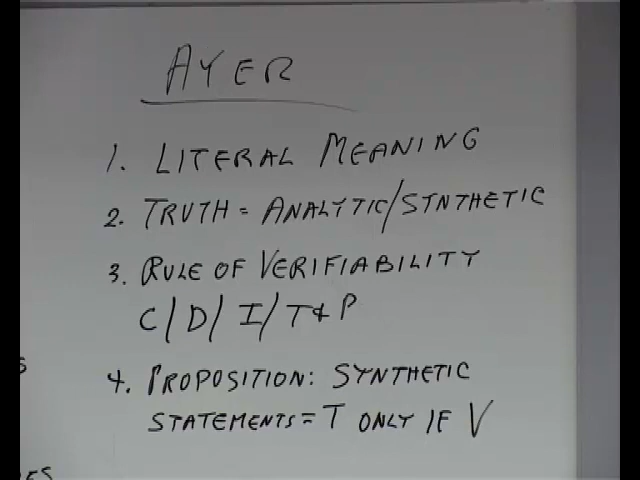 AYER
1. LITERAL MEANING
2. TRUTH = ANALYTIC/SYNTHETIC
3. RULE OF VERIFIABILITY
C/D/I/T & P
4. PROPOSITION: SYNTHETIC
STATEMENTS = T ONLY IF V